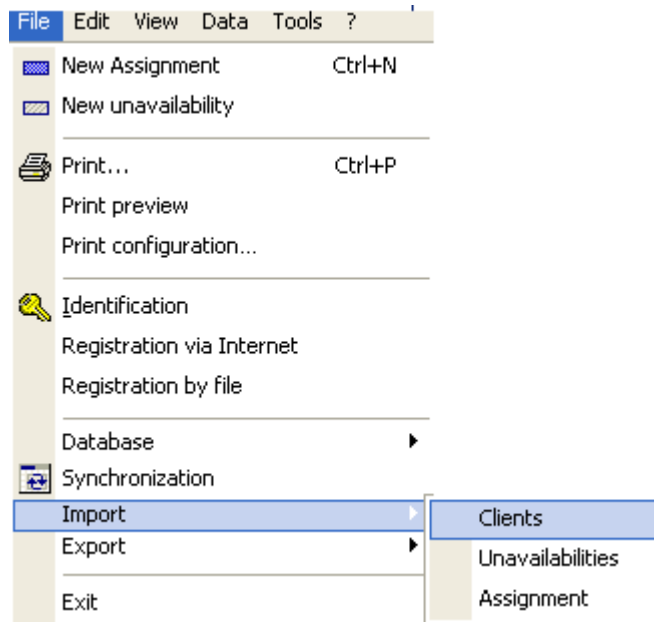 File Edit View Data Tools ?
New Assignment Ctrl+N
New unavailability
Print... Ctrl+P
Print preview
Print configuration...
Identification
Registration via Internet
Registration by file
Database
Synchronization
Import
Clients
Export
Unavailabilities
Exit
Assignment